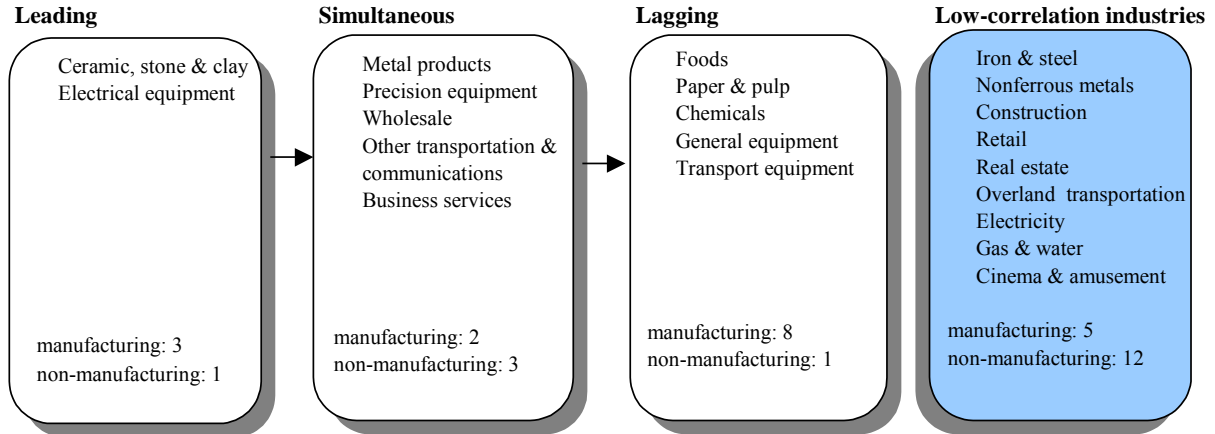 Leading
Ceramic, stone & clay
Electrical equipment
manufacturing: 3
non-manufacturing: 1
Simultaneous
Metal products
Precision equipment
Wholesale
Other transportation &
communications
Business services
manufacturing: 2
non-manufacturing: 3
Lagging
Foods
Paper & pulp
Chemicals
General equipment
Transport equipment
manufacturing: 8
non-manufacturing: 1
Low-correlation industries
Iron & steel
Nonferrous metals
Construction
Retail
Real estate
Overland transportation
Electricity
Gas & water
Cinema & amusement
manufacturing: 5
non-manufacturing: 12